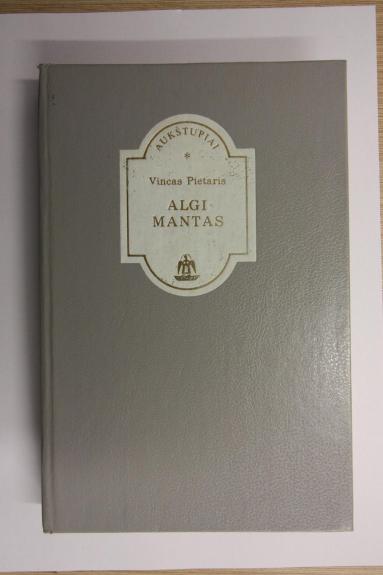 AUKŠTUPIAI
*
Vincas Pietaris
ALGI
MANTAS